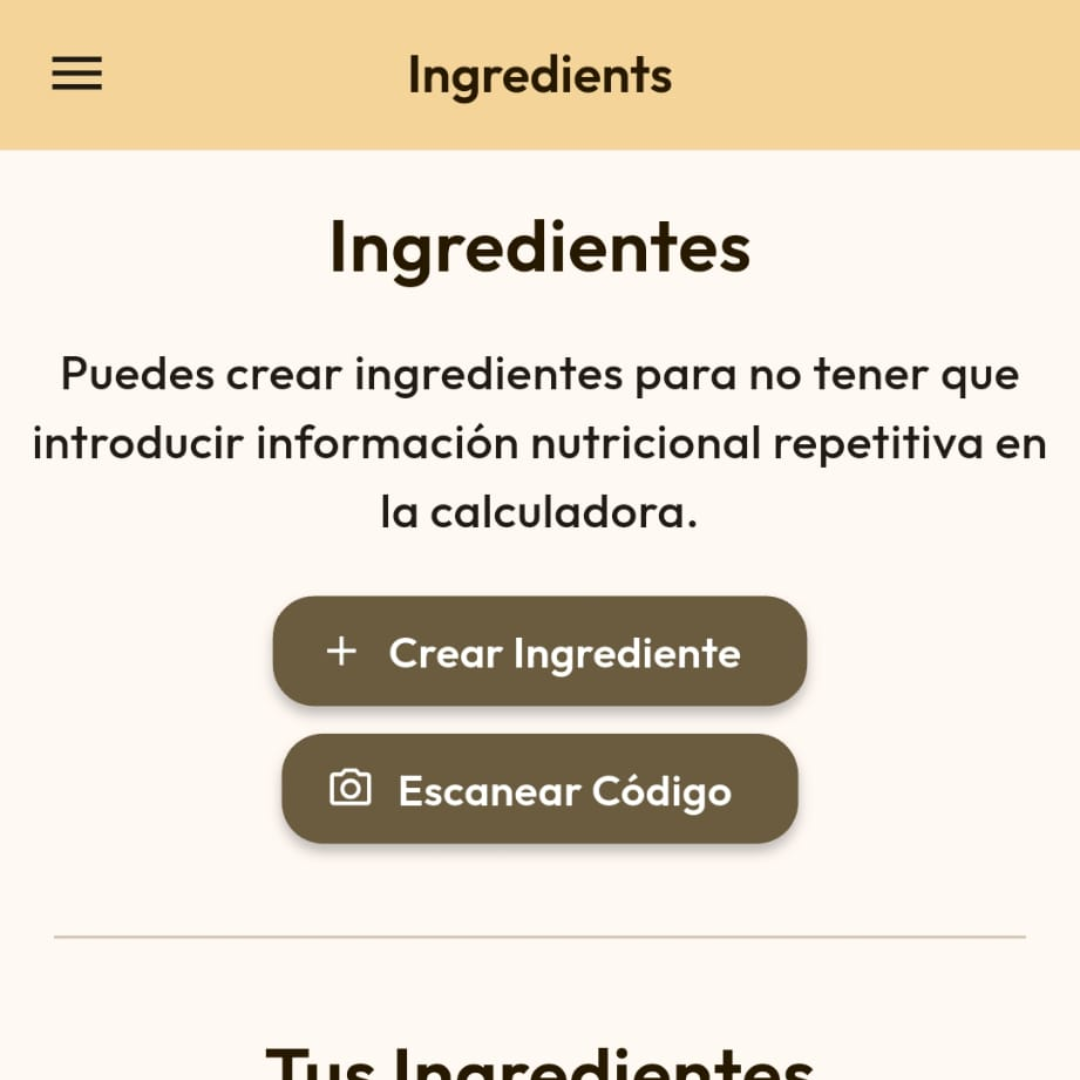 Ingredients
Ingredientes
Puedes crear ingredientes para no tener que
introducir información nutricional repetitiva en
la calculadora.
Crear Ingrediente
Escanear Código
Tus Ingredientes